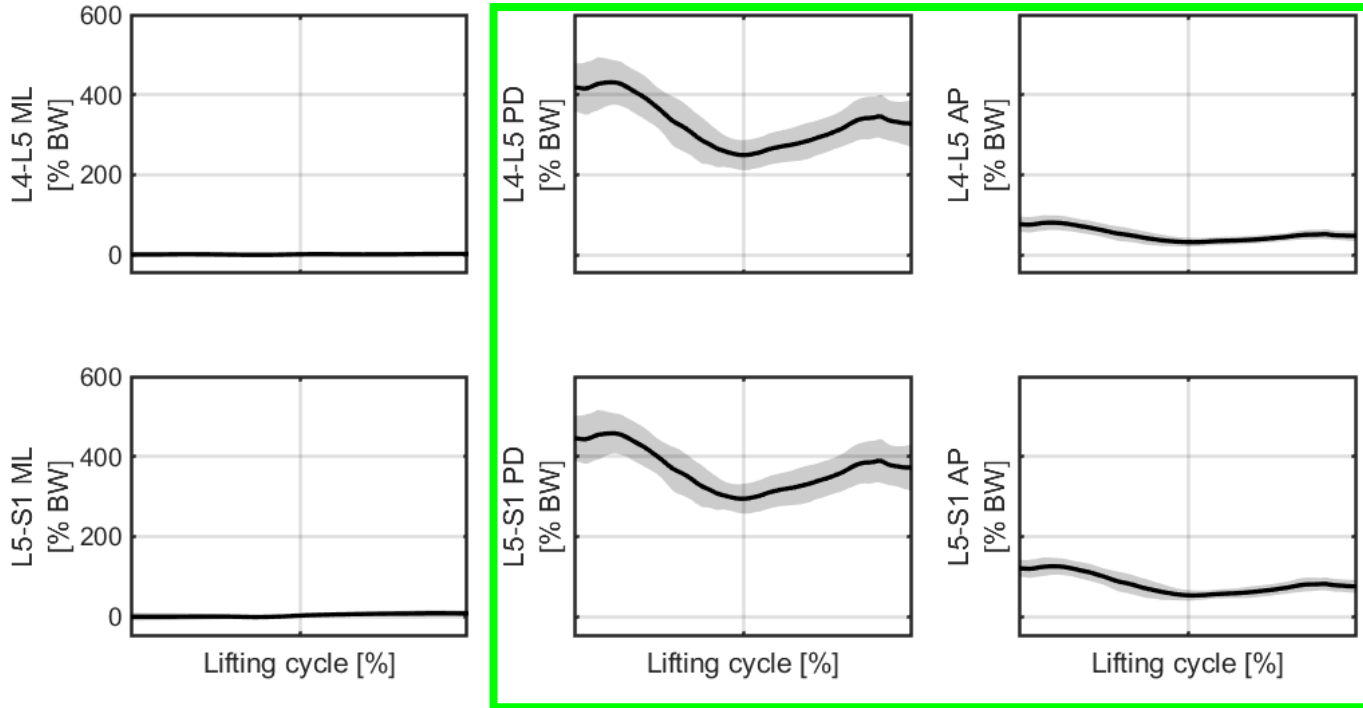 L4-L5 ML
[% BW]
600
400
200
0
L4-L5 PD
[% BW]
L4-L5 AP
[% BW]
L5-S1 ML
[% BW]
600
400
200
0
Lifting cycle [%]
L5-S1 PD
[% BW]
Lifting cycle [%]
L5-S1 AP
[% BW]
Lifting cycle [%]